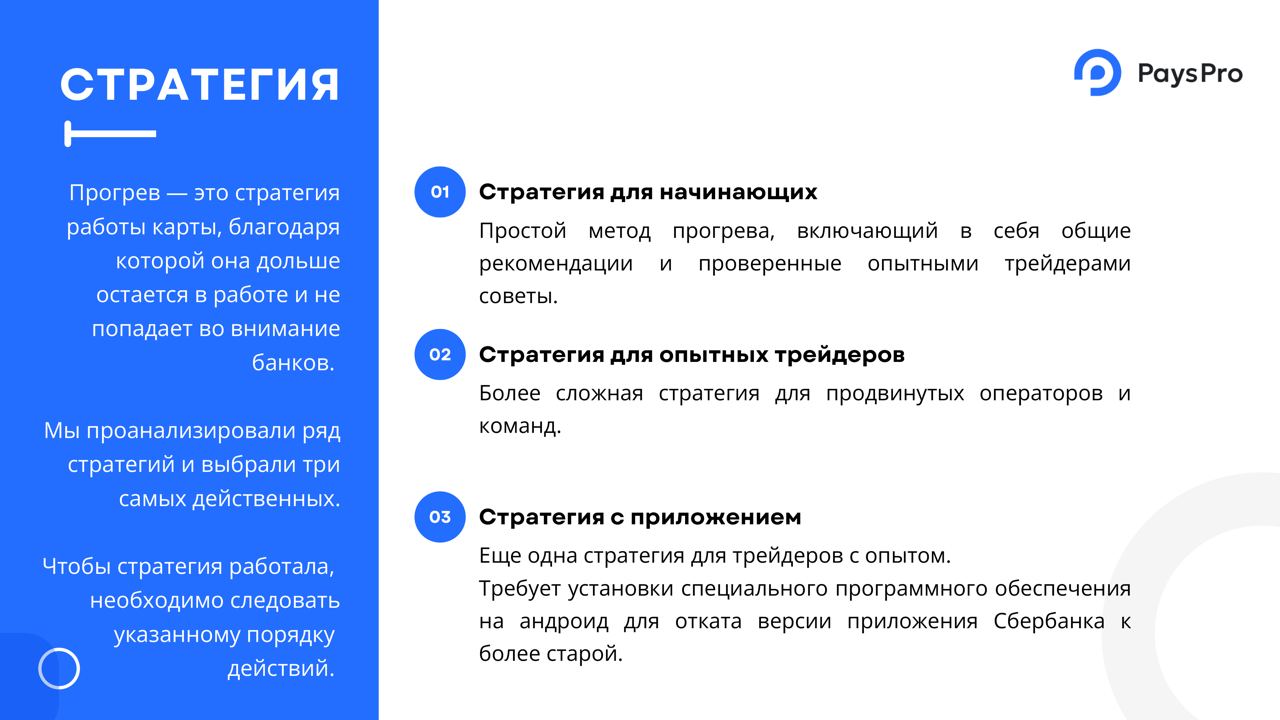 СТРАТЕГИЯ
Прогрев — это стратегия
работы карты, благодаря
которой она дольше
остается в работе и не
попадает во внимание
банков.
Мы проанализировали ряд
стратегий и выбрали три
самых действенных.
Чтобы стратегия работала,
необходимо следовать
указанному порядку
действий.
PaysPro
01
Стратегия для начинающих
Простой метод прогрева, включающий в себя общие
рекомендации и проверенные опытными трейдерами
советы.
02
Стратегия для опытных трейдеров
Более сложная стратегия для продвинутых операторов и
команд.
03
Стратегия с приложением
Еще одна стратегия для трейдеров с опытом.
Требует установки специального программного обеспечения
на андроид для отката версии приложения Сбербанка к
более старой.